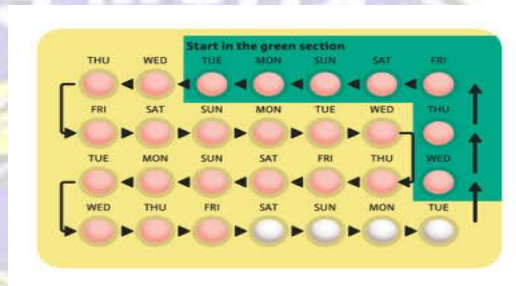 Start in the green section
THU WED TUE MON SUN SAT FRI
FRI SAT SUN MON TUE WED THU
TUE MON SUN SAT FRI THU WED
WED THU FRI SAT SUN MON TUE